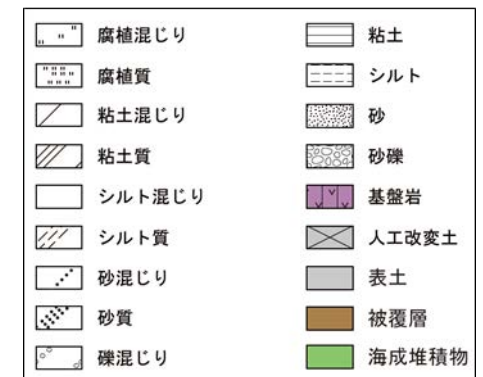 腐植混じり
腐植質
粘土混じり
粘土質
シルト混じり
シルト質
砂混じり
砂質
礫混じり
粘土
シルト
砂
砂礫
基盤岩
人工改変土
表土
被覆層
海成堆積物